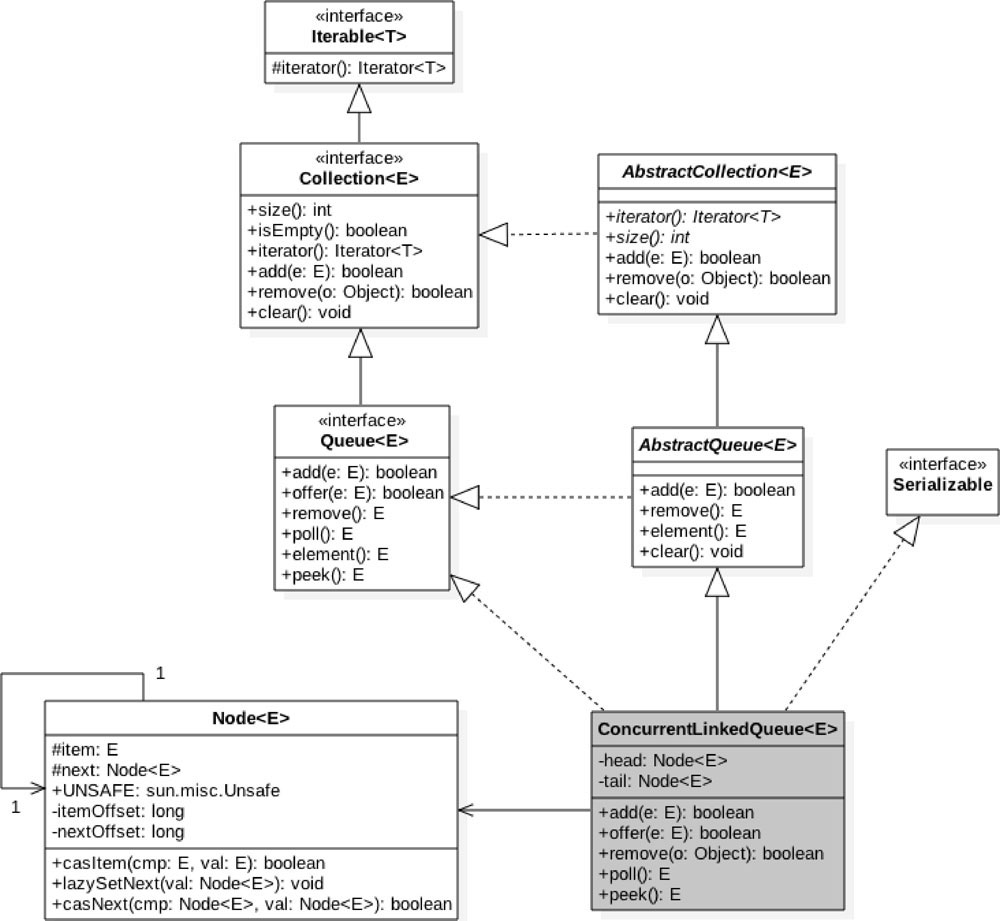 «interface»
Iterable<T>
#iterator(): Iterator<T>
«interface»
Collection<E>
+size(): int
+isEmpty(): boolean
+iterator(): Iterator<T>
+add(e: E): boolean
+remove(o: Object): boolean
+clear(): void
AbstractCollection<E>
+iterator(): Iterator<T>
+size(): int
+add(e: E): boolean
+remove(o: Object): boolean
+clear(): void
«interface»
Queue<E>
+add(e: E): boolean
+offer(e: E): boolean
+remove(): E
+poll(): E
+element(): E
+peek(): E
AbstractQueue<E>
+add(e: E): boolean
+remove(): E
+element(): E
+clear(): void
«interface»
Serializable
1
1
Node<E>
#item: E
#next: Node<E>
+UNSAFE: sun.misc.Unsafe
-itemOffset: long
-nextOffset: long
+casItem(cmp: E, val: E): boolean
+lazySetNext(val: Node<E>): void
+casNext(cmp: Node<E>, val: Node<E>): boolean
ConcurrentLinkedQueue<E>
-head: Node<E>
-tail: Node<E>
+add(e: E): boolean
+offer(e: E): boolean
+remove(o: Object): boolean
+poll(): E
+peek(): E